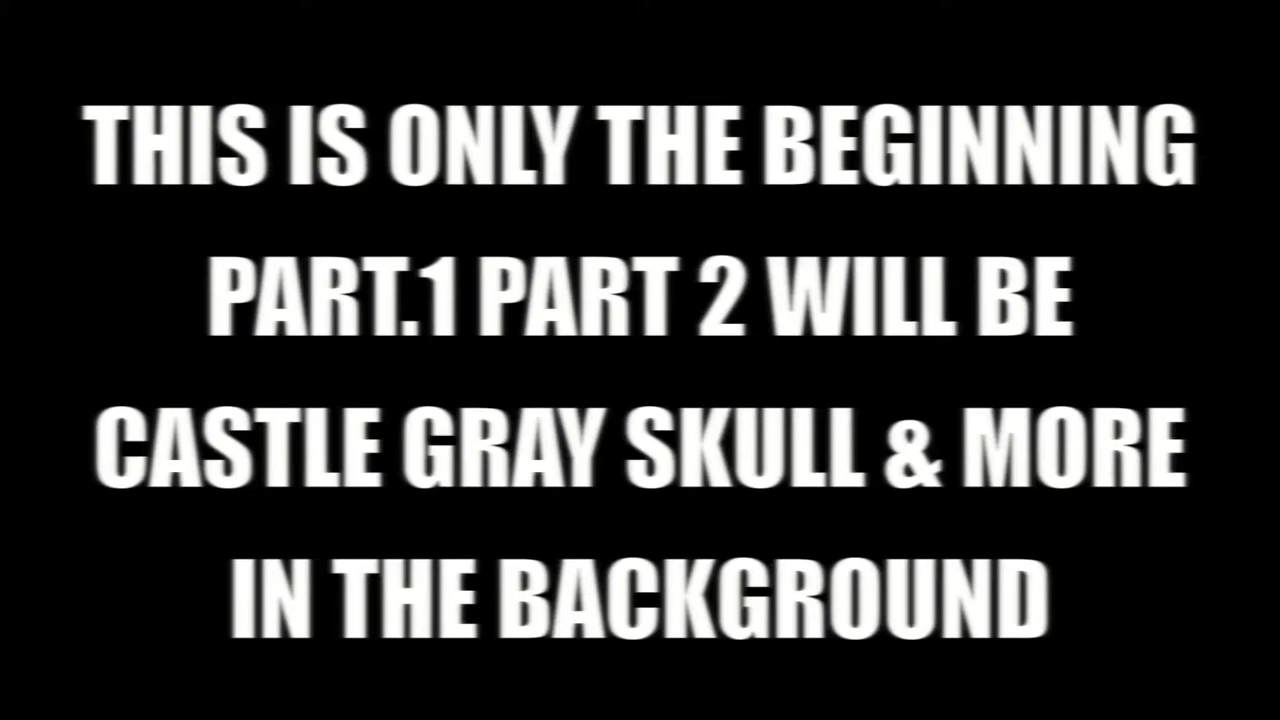 THIS IS ONLY THE BEGINNING
PART.1 PART 2 WILL BE
CASTLE GRAY SKULL & MORE
IN THE BACKGROUND